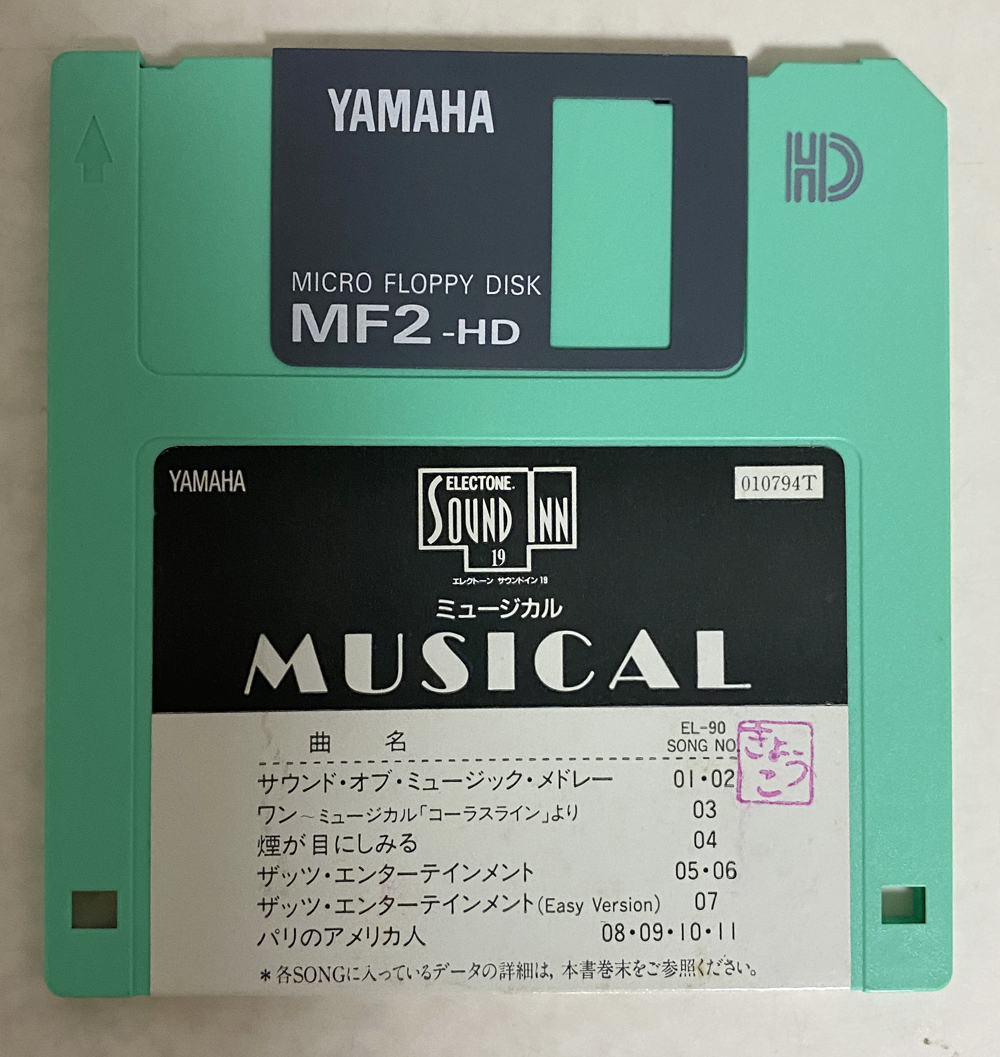 YAMAHA
HD
MICRO FLOPPY DISK
MF2 -HD
YAMAHA
010794T
ELECTONE.
SOUND INN
19
エレクトーン サウンドイン 19
ミュージカル
MUSICAL
曲 名
EL-90
SONG NO.
きょうこ
サウンド・オブ・ミュージック・メドレー 01・02
ワン~ミュージカル「コーラスライン」より 03
煙が目にしみる 04
ザッツ・エンターテインメント 05・06
ザッツ・エンターテインメント(Easy Version) 07
パリのアメリカ人 08・09・10・11
*各SONGに入っているデータの詳細は, 本書巻末をご参照ください。